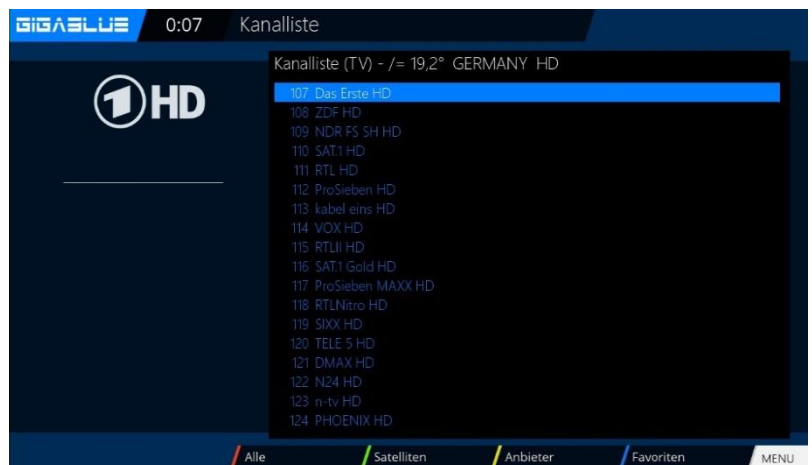 GIGABLUE 0:07 Kanalliste
Kanalliste (TV) - /= 19,2° GERMANY HD
1 HD
107 Das Erste HD
108 ZDF HD
109 NDR FS SH HD
110 SAT.1 HD
111 RTL HD
112 ProSieben HD
113 kabel eins HD
114 VOX HD
115 RTLII HD
116 SAT.1 Gold HD
117 ProSieben MAXX HD
118 RTLNitro HD
119 SIXX HD
120 TELE 5 HD
121 DMAX HD
122 N24 HD
123 n-tv HD
124 PHOENIX HD
Alle Satelliten Anbieter Favoriten MENU